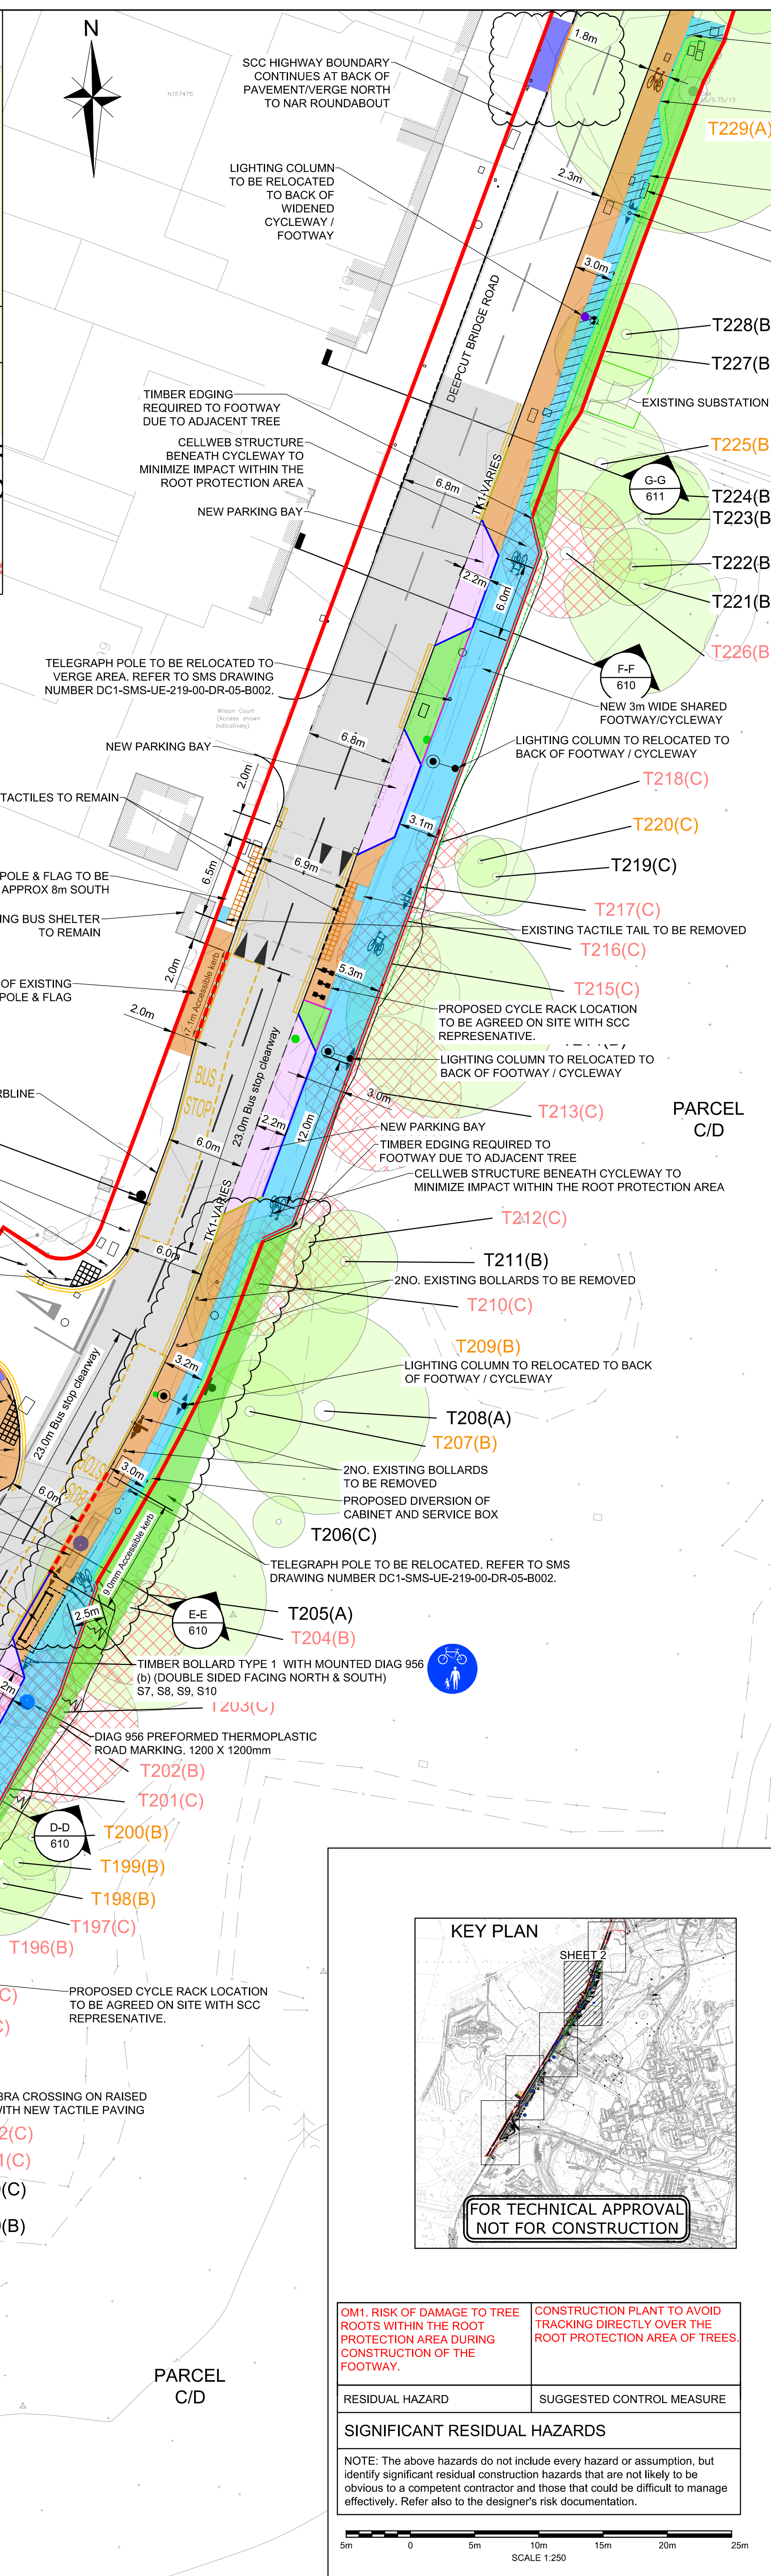 N
1.8m
SCC HIGHWAY BOUNDARY
CONTINUES AT BACK OF
PAVEMENT/VERGE NORTH
TO NAR ROUNDABOUT
N157475
T229(A)
LIGHTING COLUMN
TO BE RELOCATED
TO BACK OF
WIDENED
CYCLEWAY /
FOOTWAY
2.3m
3.0m
DEEPCUT BRIDGE ROAD
T228(B
T227(B
EXISTING SUBSTATION
TIMBER EDGING
REQUIRED TO FOOTWAY
DUE TO ADJACENT TREE
CELLWEB STRUCTURE
BENEATH CYCLEWAY TO
MINIMIZE IMPACT WITHIN THE
ROOT PROTECTION AREA
NEW PARKING BAY
6.8m
TK1-VARIES
T225(B
G-G
611
T224(B
T223(B
T222(B
T221(B
T226(B
2.2m
6.0m
F-F
610
TELEGRAPH POLE TO BE RELOCATED TO
VERGE AREA. REFER TO SMS DRAWING
NUMBER DC1-SMS-UE-219-00-DR-05-B002.
NEW 3m WIDE SHARED
FOOTWAY/CYCLEWAY
Wilson Court
(Access shown
indicatively)
6.8m
NEW PARKING BAY
LIGHTING COLUMN TO RELOCATED TO
BACK OF FOOTWAY / CYCLEWAY
2.0m
T218(C)
TACTILES TO REMAIN
3.1m
T220(C)
6.5m
6.9m
T219(C)
POLE & FLAG TO BE
APPROX 8m SOUTH
T217(C)
NG BUS SHELTER
TO REMAIN
EXISTING TACTILE TAIL TO BE REMOVED
T216(C)
2.0m
5.3m
OF EXISTING
POLE & FLAG
17.1m Accessible kerb
T215(C)
2.0m
PROPOSED CYCLE RACK LOCATION
TO BE AGREED ON SITE WITH SCC
REPRESENATIVE.
LIGHTING COLUMN TO RELOCATED TO
BACK OF FOOTWAY / CYCLEWAY
BUS
STOP
23.0m Bus stop clearway
RBLINE
3.0m
T213(C)
PARCEL
C/D
2.2m
12.0m
NEW PARKING BAY
6.0m
TIMBER EDGING REQUIRED TO
FOOTWAY DUE TO ADJACENT TREE
CELLWEB STRUCTURE BENEATH CYCLEWAY TO
MINIMIZE IMPACT WITHIN THE ROOT PROTECTION AREA
TK1-VARIES
T212(C)
6.0m
T211(B)
2NO. EXISTING BOLLARDS TO BE REMOVED
T210(C)
T209(B)
3.2m
LIGHTING COLUMN TO RELOCATED TO BACK
OF FOOTWAY / CYCLEWAY
23.0m Bus stop clearway
T208(A)
T207(B)
BUS
STOP
3.0m
2NO. EXISTING BOLLARDS
TO BE REMOVED
PROPOSED DIVERSION OF
CABINET AND SERVICE BOX
6.0m
9.0mm Accessible kerb
T206(C)
TELEGRAPH POLE TO BE RELOCATED. REFER TO SMS
DRAWING NUMBER DC1-SMS-UE-219-00-DR-05-B002.
2.5m
E-E
610
T205(A)
T204(B)
TIMBER BOLLARD TYPE 1 WITH MOUNTED DIAG 956
(b) (DOUBLE SIDED FACING NORTH & SOUTH)
S7, S8, S9, S10
2m
T203(C)
DIAG 956 PREFORMED THERMOPLASTIC
ROAD MARKING. 1200 X 1200mm
T202(B)
T201(C)
D-D
610
T200(B)
T199(B)
T198(B)
T197(C)
T196(B)
PROPOSED CYCLE RACK LOCATION
TO BE AGREED ON SITE WITH SCC
REPRESENATIVE.
BRA CROSSING ON RAISED
WITH NEW TACTILE PAVING
2(C)
1(C)
(C)
(B)
PARCEL
C/D
KEY PLAN
SHEET 2
FOR TECHNICAL APPROVAL
NOT FOR CONSTRUCTION
OM1. RISK OF DAMAGE TO TREE
ROOTS WITHIN THE ROOT
PROTECTION AREA DURING
CONSTRUCTION OF THE
FOOTWAY.
CONSTRUCTION PLANT TO AVOID
TRACKING DIRECTLY OVER THE
ROOT PROTECTION AREA OF TREES.
RESIDUAL HAZARD
SUGGESTED CONTROL MEASURE
SIGNIFICANT RESIDUAL HAZARDS
NOTE: The above hazards do not include every hazard or assumption, but
identify significant residual construction hazards that are not likely to be
obvious to a competent contractor and those that could be difficult to manage
effectively. Refer also to the designer's risk documentation.
5m 0 5m 10m 15m 20m 25m
SCALE 1:250